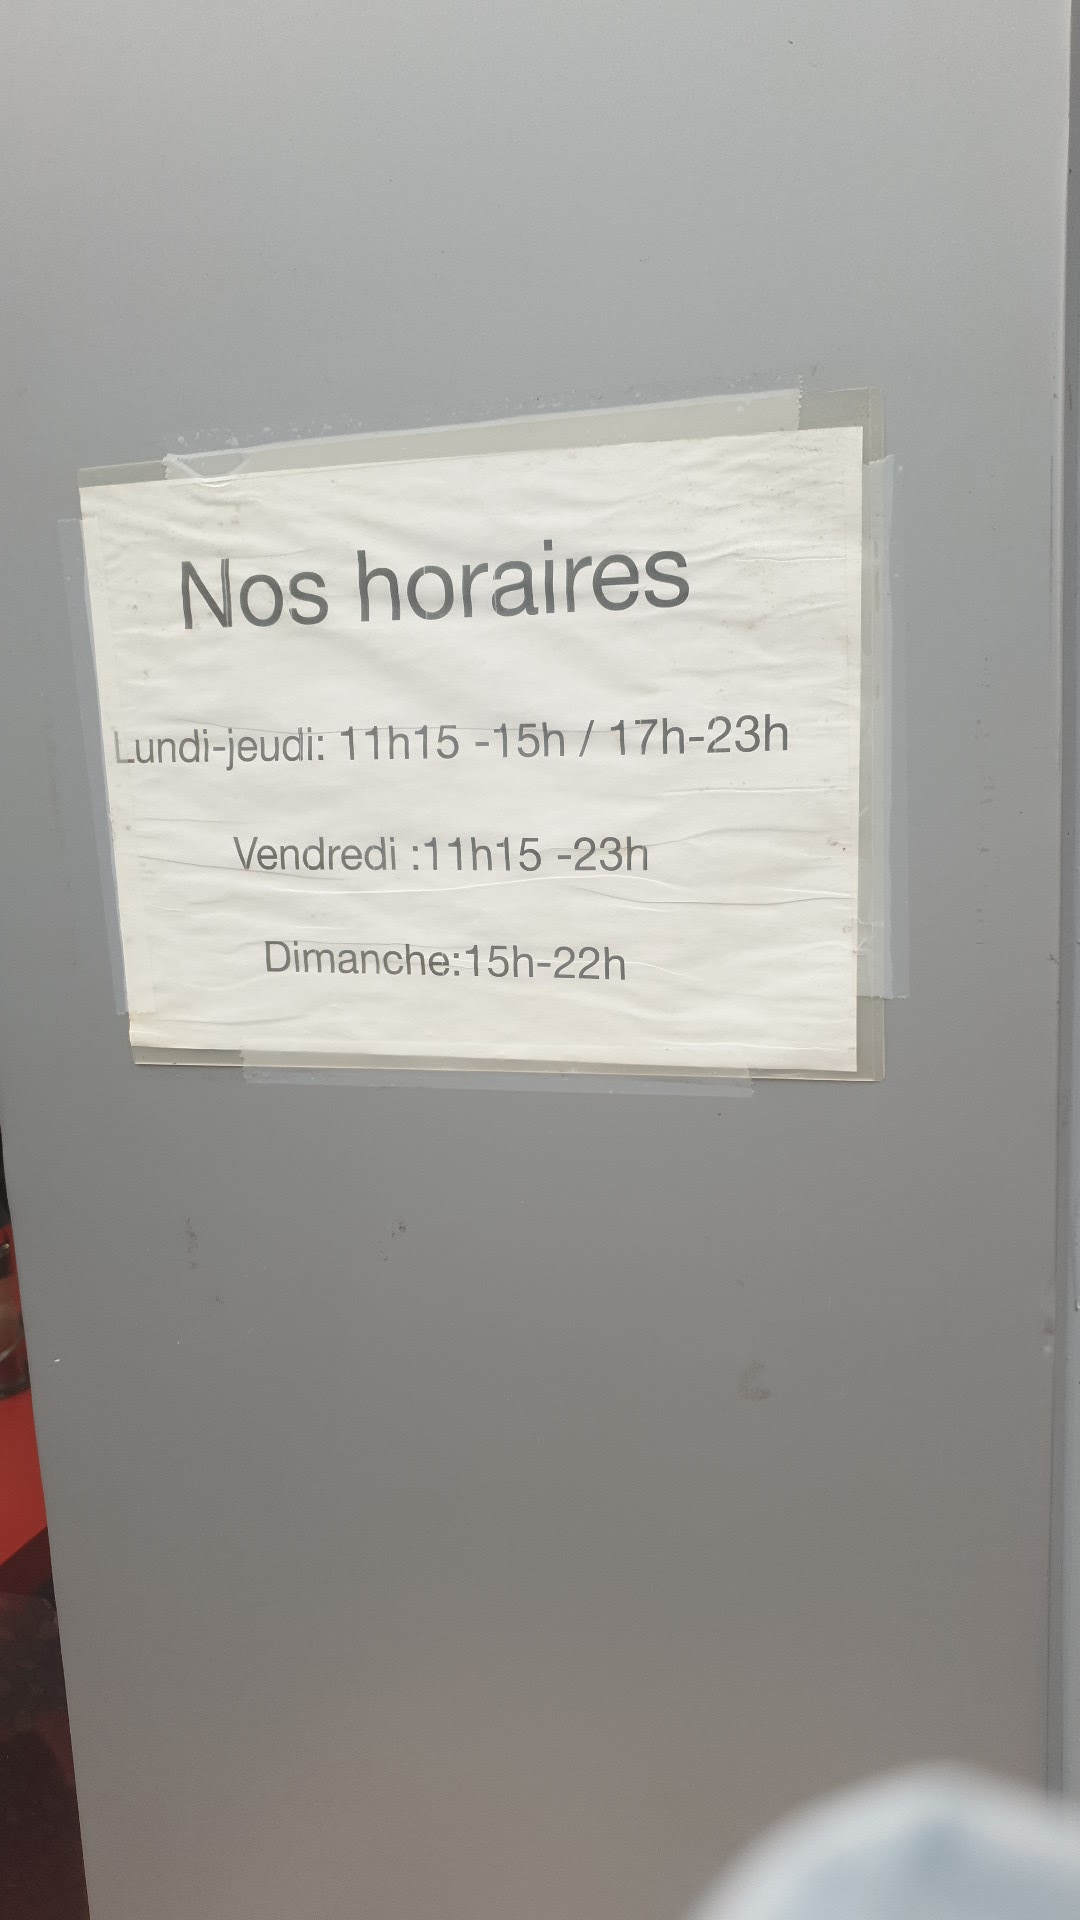 Nos horaires
Lundi-jeudi: 11h15 -15h / 17h-23h
Vendredi :11h15 -23h
Dimanche:15h-22h